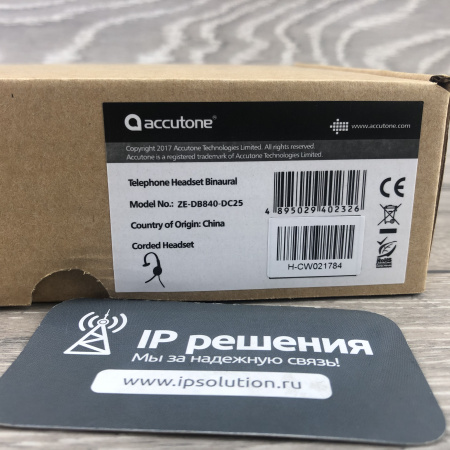 accutone®
www.accutone.com
Copyright 2017 Accutone Technologies Limited. All rights reserved.
Accutone is a registered trademark of Accutone Technologies Limited.
Telephone Headset Binaural
Model No.: ZE-DB840-DC25
Country of Origin: China
Corded Headset
4 895029 402326
H-CW021784
CE
IP решения
Мы за надежную связь!
www.ipsolution.ru